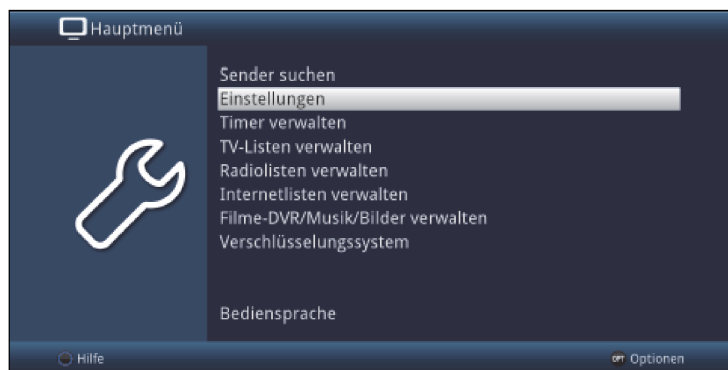 Hauptmenü
Sender suchen
Einstellungen
Timer verwalten
TV-Listen verwalten
Radiolisten verwalten
Internetlisten verwalten
Filme-DVR/Musik/Bilder verwalten
Verschlüsselungssystem
Bediensprache
Hilfe
OPT Optionen